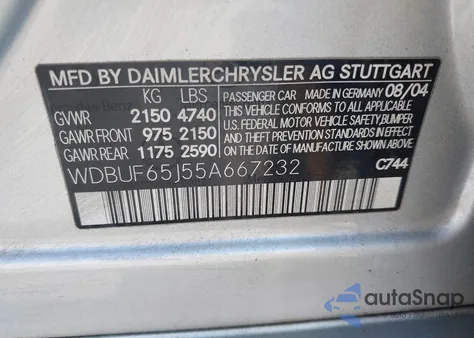 MFD BY DAIMLERCHRYSLER AG STUTTGART
KG LBS
GVWR 2150 4740
GAWR FRONT 975 2150
GAWR REAR 1175 2590
PASSENGER CAR MADE IN GERMANY 08/04
THIS VEHICLE CONFORMS TO ALL APPLICABLE
U.S. FEDERAL MOTOR VEHICLE SAFETY, BUMPER
AND THEFT PREVENTION STANDARDS IN EFFECT
ON THE DATE OF MANUFACTURE SHOWN ABOVE
WDBUF65J55A667232
C744
autoSnap